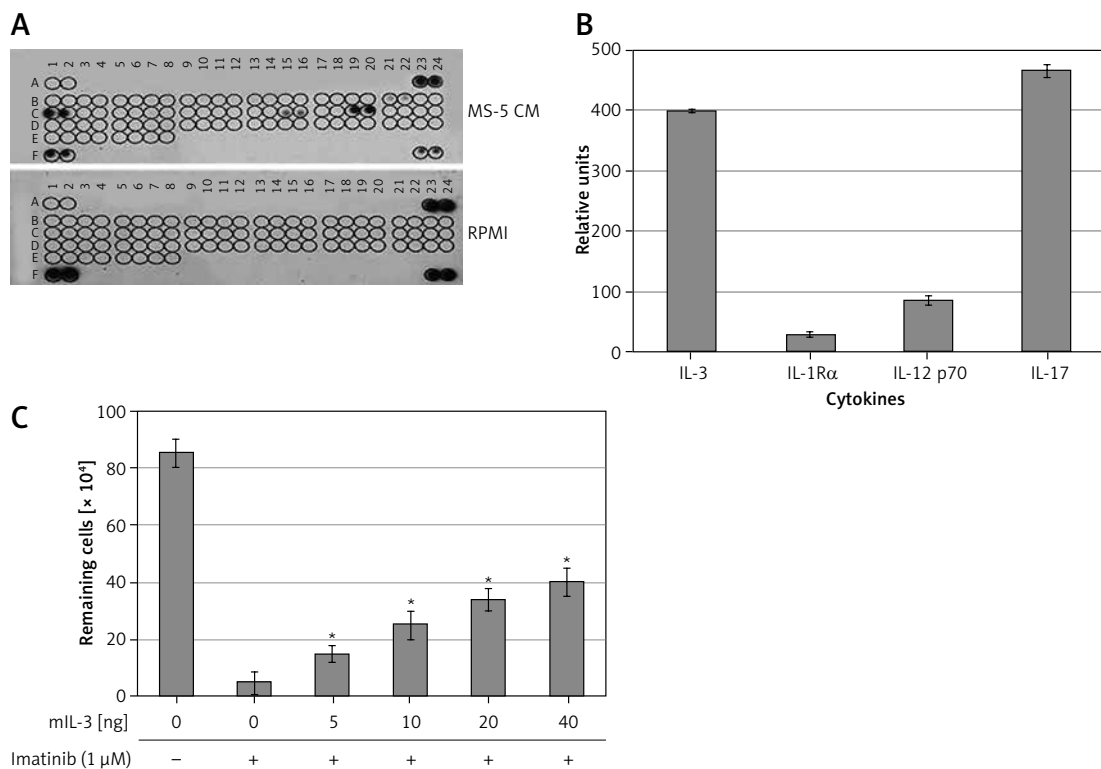 A
1 2 3 4 5 6 7 8 9 10 11 12 13 14 15 16 17 18 19 20 21 22 23 24
A
B
C
D
E
F
MS-5 CM
1 2 3 4 5 6 7 8 9 10 11 12 13 14 15 16 17 18 19 20 21 22 23 24
A
B
C
D
E
F
RPMI
B
Relative units
500
400
300
200
100
0
IL-3 IL-1Rα IL-12 p70 IL-17
Cytokines
C
Remaining cells [× 10⁴]
100
80
60
40
20
0
* * * *
mIL-3 [ng] 0 0 5 10 20 40
Imatinib (1 μM) – + + + + +